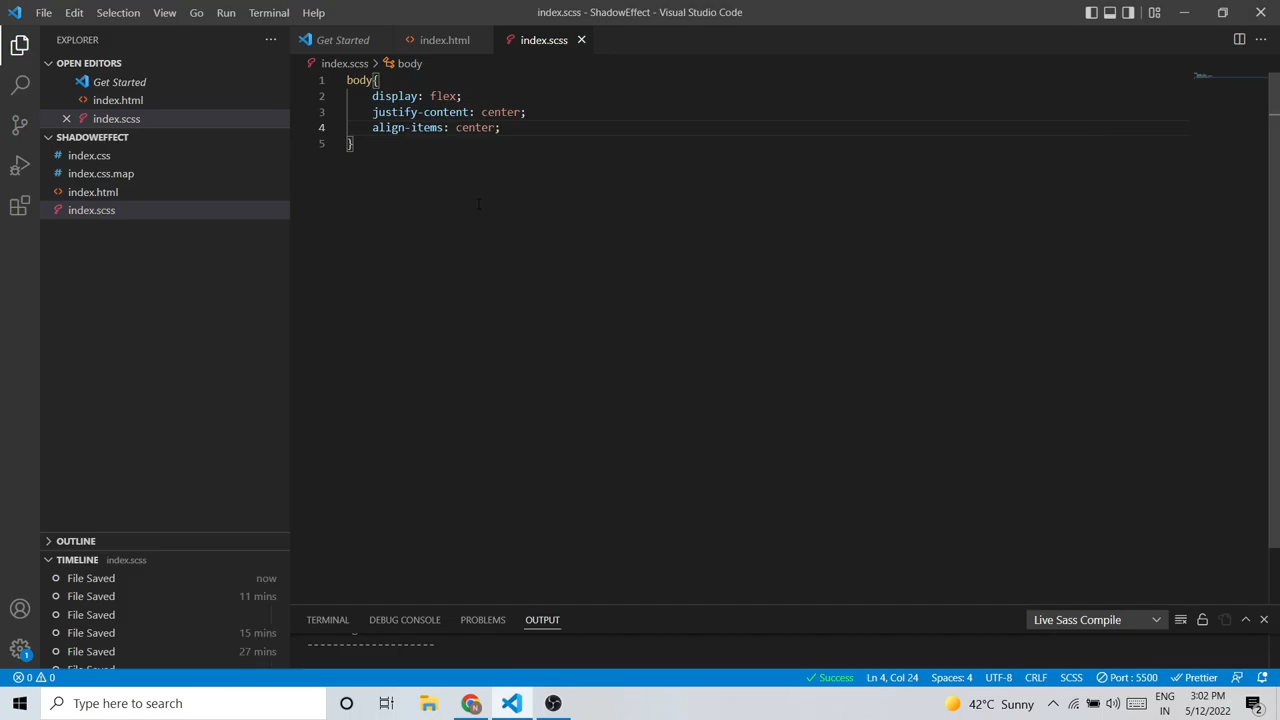 File Edit Selection View Go Run Terminal Help index.scss - ShadowEffect - Visual Studio Code
EXPLORER
OPEN EDITORS
Get Started
index.html
index.scss
SHADOWEFFECT
index.css
index.css.map
index.html
index.scss
OUTLINE
TIMELINE index.scss
File Saved now
File Saved 11 mins
File Saved
File Saved 15 mins
File Saved 27 mins
Get Started index.html index.scss
index.scss > body
1 body{
2 display: flex;
3 justify-content: center;
4 align-items: center;
5 }
TERMINAL DEBUG CONSOLE PROBLEMS OUTPUT Live Sass Compile
--------------------
0 0 Success Ln 4, Col 24 Spaces: 4 UTF-8 CRLF SCSS Port : 5500 Prettier
1
Type here to search 42°C Sunny ENG 3:02 PM
IN 5/12/2022 2